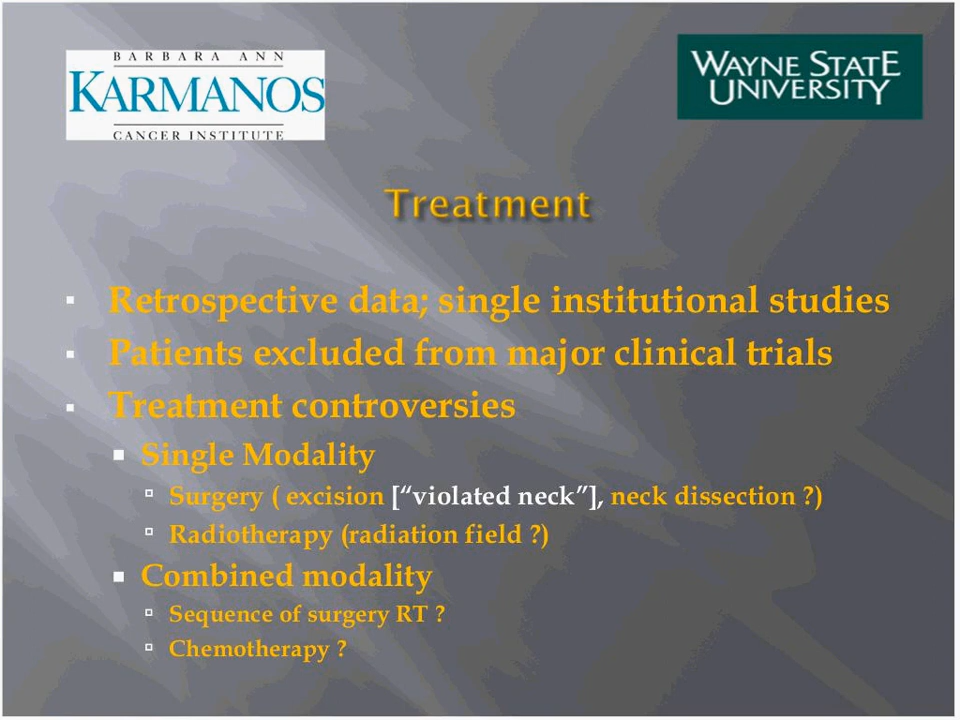 BARBARA ANN
KARMANOS
CANCER INSTITUTE
WAYNE STATE
UNIVERSITY
Treatment
▪ Retrospective data; single institutional studies
▪ Patients excluded from major clinical trials
▪ Treatment controversies
▪ Single Modality
▫ Surgery ( excision [“violated neck”], neck dissection ?)
▫ Radiotherapy (radiation field ?)
▪ Combined modality
▫ Sequence of surgery RT ?
▫ Chemotherapy ?